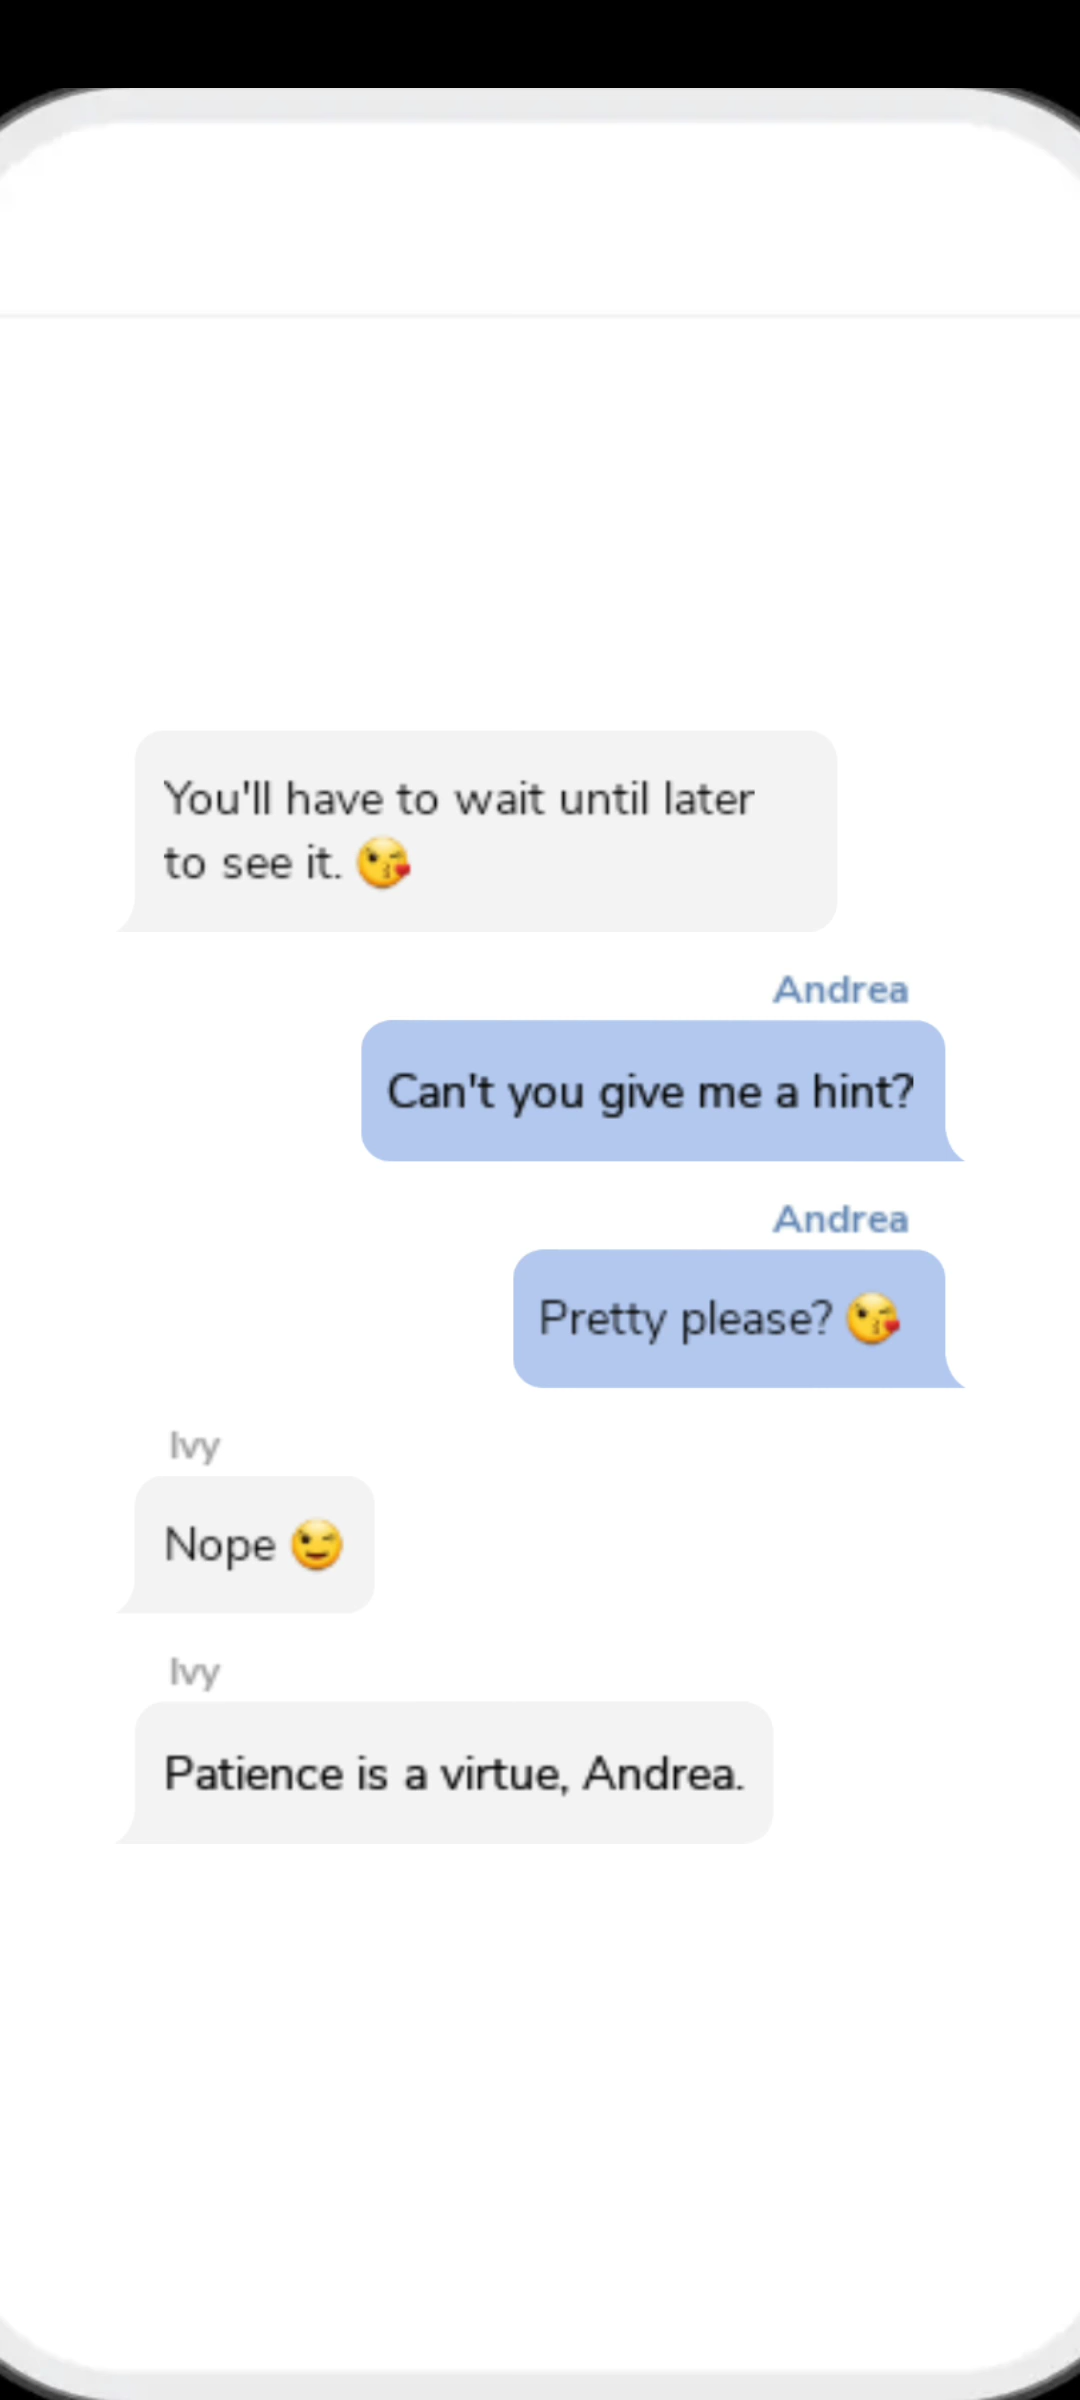 You'll have to wait until later
to see it. 😘
Andrea
Can't you give me a hint?
Andrea
Pretty please? 😘
Ivy
Nope 😉
Ivy
Patience is a virtue, Andrea.